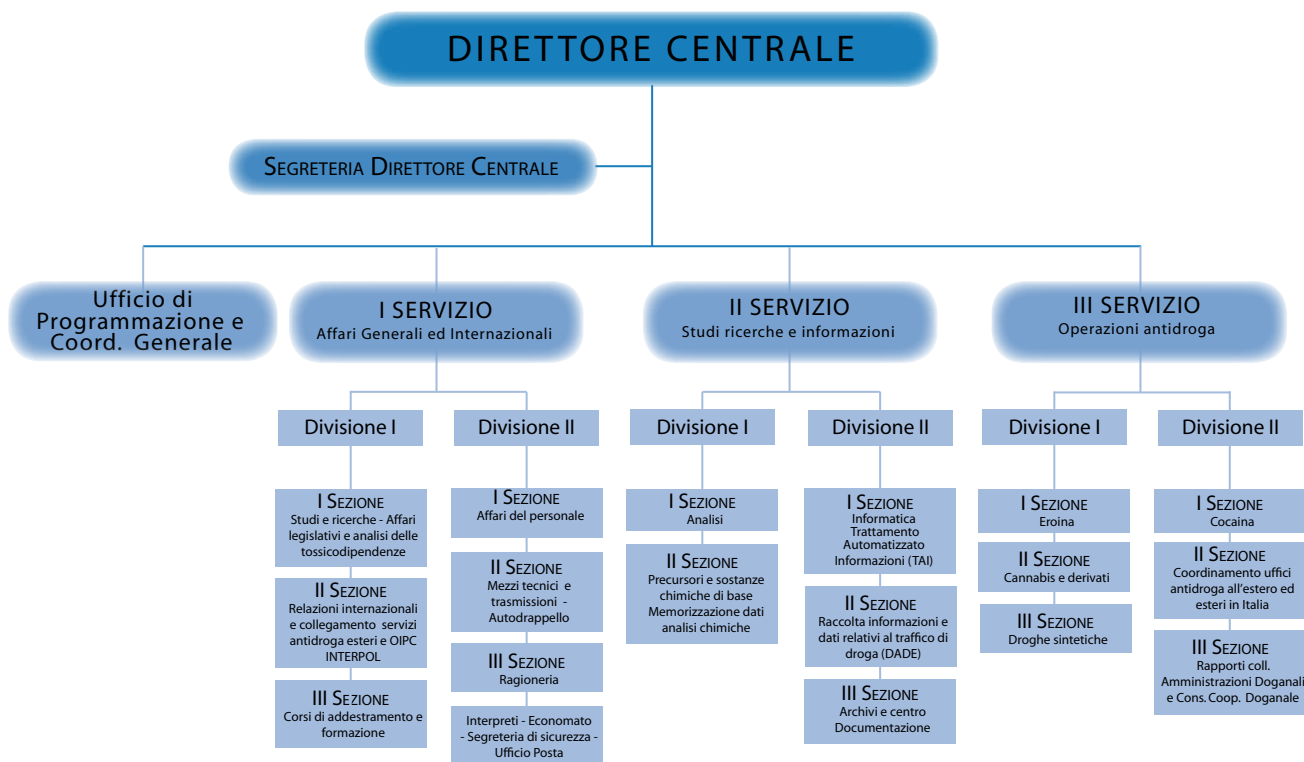 DIRETTORE CENTRALE
SEGRETERIA DIRETTORE CENTRALE
Ufficio di
Programmazione e
Coord. Generale
I SERVIZIO
Affari Generali ed Internazionali
II SERVIZIO
Studi ricerche e informazioni
III SERVIZIO
Operazioni antidroga
Divisione I
I SEZIONE
Studi e ricerche - Affari
legislativi e analisi delle
tossicodipendenze
II SEZIONE
Relazioni internazionali
e collegamento servizi
antidroga esteri e OIPC
INTERPOL
III SEZIONE
Corsi di addestramento e
formazione
Divisione II
I SEZIONE
Affari del personale
II SEZIONE
Mezzi tecnici e
trasmissioni -
Autodrappello
III SEZIONE
Ragioneria
Interpreti - Economato
- Segreteria di sicurezza -
Ufficio Posta
Divisione I
I SEZIONE
Analisi
II SEZIONE
Precursori e sostanze
chimiche di base
Memorizzazione dati
analisi chimiche
Divisione II
I SEZIONE
Informatica
Trattamento
Automatizzato
Informazioni (TAI)
II SEZIONE
Raccolta informazioni e
dati relativi al traffico di
droga (DADE)
III SEZIONE
Archivi e centro
Documentazione
Divisione I
I SEZIONE
Eroina
II SEZIONE
Cannabis e derivati
III SEZIONE
Droghe sintetiche
Divisione II
I SEZIONE
Cocaina
II SEZIONE
Coordinamento uffici
antidroga all'estero ed
esteri in Italia
III SEZIONE
Rapporti coll.
Amministrazioni Doganali
e Cons. Coop. Doganale